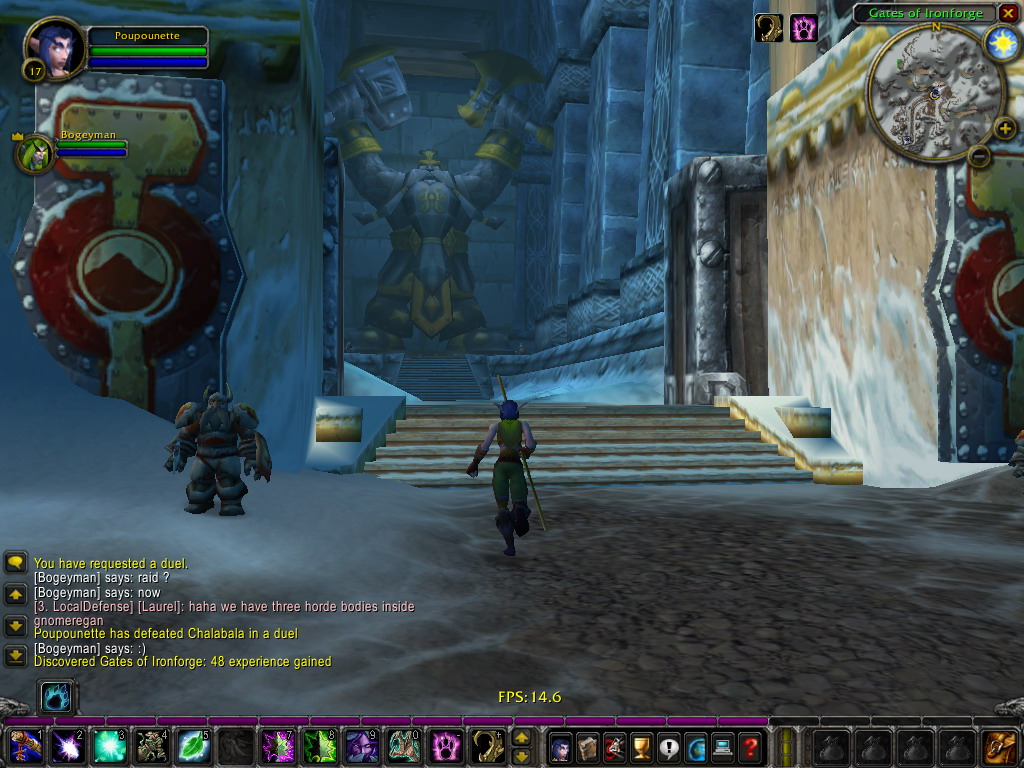 Poupounette
17
Bogeyman
Gates of Ironforge
N
You have requested a duel.
[Bogeyman] says: raid ?
[Bogeyman] says: now
[3. LocalDefense] [Laurel]: haha we have three horde bodies inside
gnomeregan
Poupounette has defeated Chalabala in a duel
[Bogeyman] says: :)
Discovered Gates of Ironforge: 48 experience gained
FPS: 14.6
2 3 4 5 7 8 9 0 +